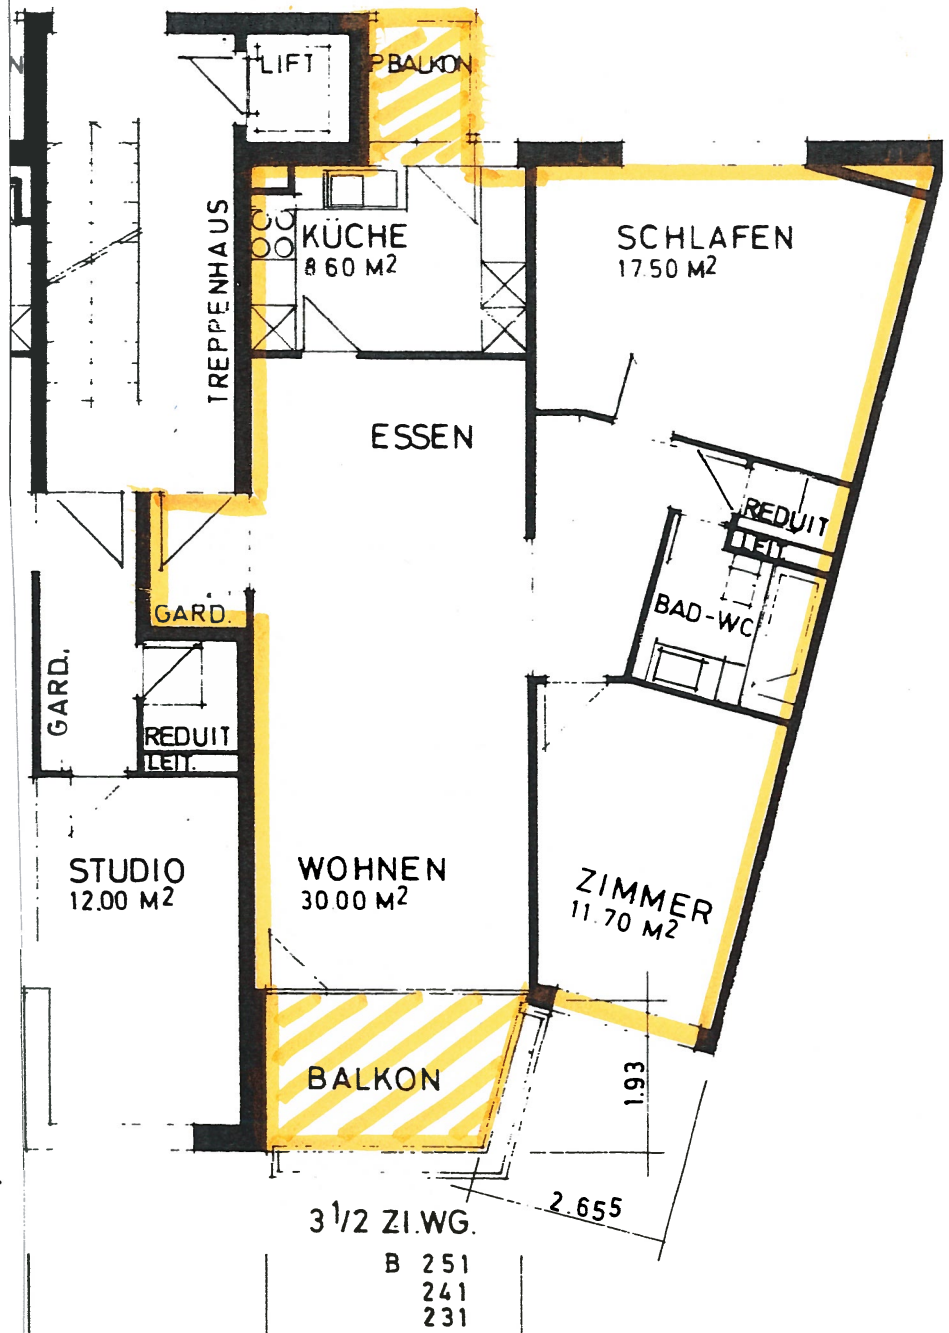 N
LIFT
P BALKON
TREPPENHAUS
KÜCHE
8.60 M2
SCHLAFEN
17.50 M2
ESSEN
REDUIT
LEIT.
GARD.
BAD-WC
GARD.
REDUIT
LEIT.
STUDIO
12.00 M2
WOHNEN
30.00 M2
ZIMMER
11.70 M2
BALKON
1.93
2.655
3 1/2 ZI.WG.
B 251
241
231